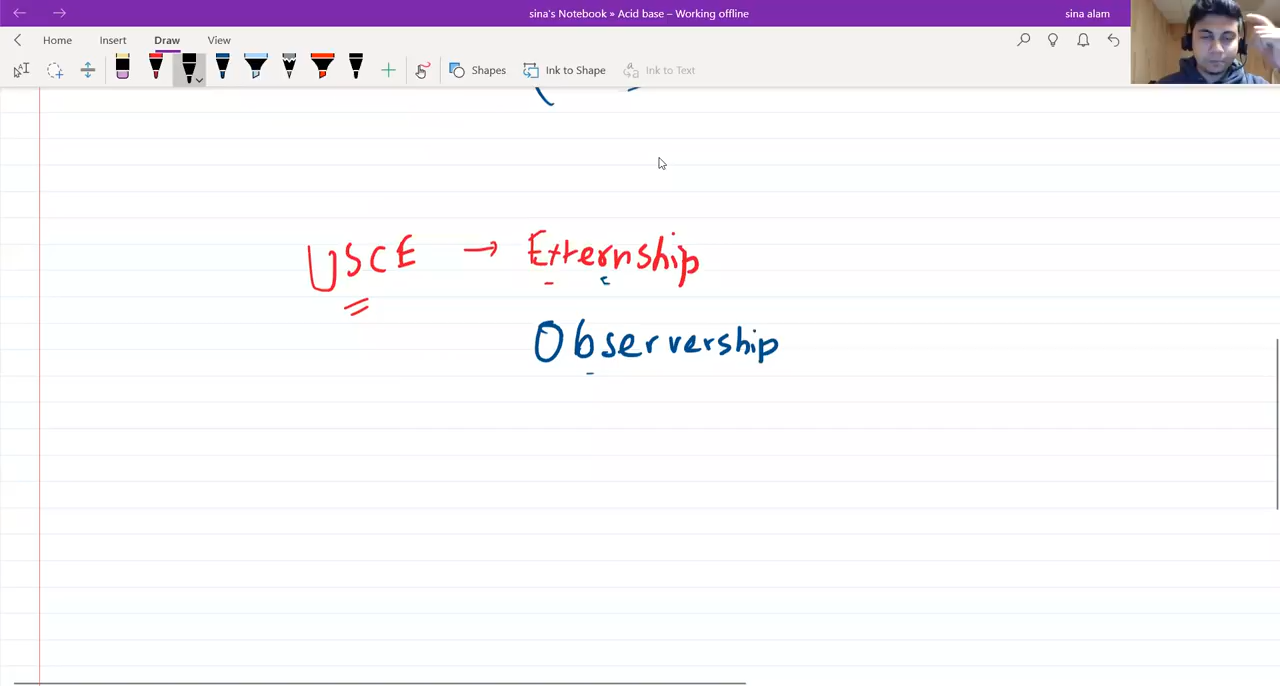 sina's Notebook » Acid base – Working offline
sina alam
Home Insert Draw View
Shapes Ink to Shape Ink to Text
USCE → Externship
Observership